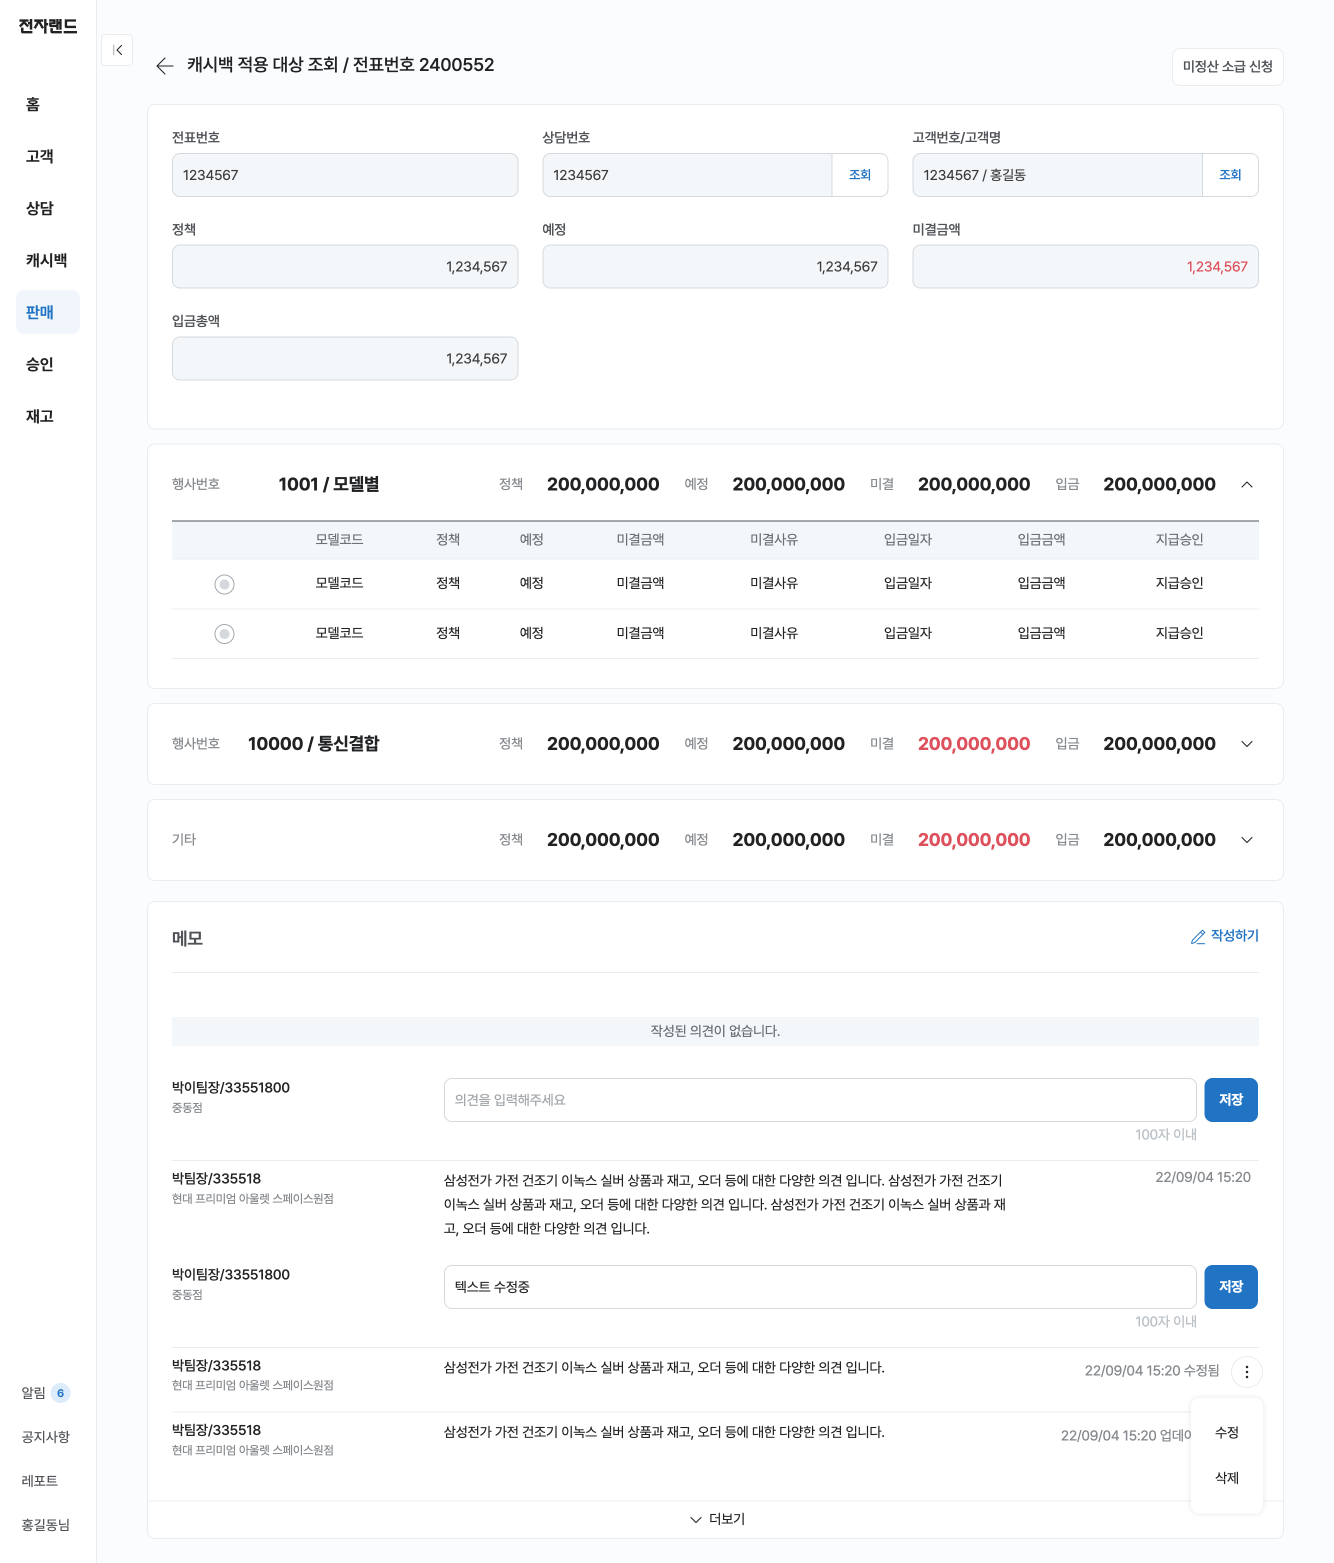 전자랜드
홈
고객
상담
캐시백
판매
승인
재고
알림 6
공지사항
레포트
홍길동님
캐시백 적용 대상 조회 / 전표번호 2400552
미정산 소급 신청
전표번호
1234567
상담번호
1234567
조회
고객번호/고객명
1234567 / 홍길동
조회
정책
1,234,567
예정
1,234,567
미결금액
1,234,567
입금총액
1,234,567
행사번호 1001 / 모델별 정책 200,000,000 예정 200,000,000 미결 200,000,000 입금 200,000,000
모델코드 정책 예정 미결금액 미결사유 입금일자 입금금액 지급승인
모델코드 정책 예정 미결금액 미결사유 입금일자 입금금액 지급승인
모델코드 정책 예정 미결금액 미결사유 입금일자 입금금액 지급승인
행사번호 10000 / 통신결합 정책 200,000,000 예정 200,000,000 미결 200,000,000 입금 200,000,000
기타 정책 200,000,000 예정 200,000,000 미결 200,000,000 입금 200,000,000
메모
작성하기
작성된 의견이 없습니다.
박이팀장/33551800
중동점
의견을 입력해주세요
저장
100자 이내
박팀장/335518
현대 프리미엄 아울렛 스페이스원점
삼성전가 가전 건조기 이녹스 실버 상품과 재고, 오더 등에 대한 다양한 의견 입니다. 삼성전가 가전 건조기
이녹스 실버 상품과 재고, 오더 등에 대한 다양한 의견 입니다. 삼성전가 가전 건조기 이녹스 실버 상품과 재
고, 오더 등에 대한 다양한 의견 입니다.
22/09/04 15:20
박이팀장/33551800
중동점
텍스트 수정중
저장
100자 이내
박팀장/335518
현대 프리미엄 아울렛 스페이스원점
삼성전가 가전 건조기 이녹스 실버 상품과 재고, 오더 등에 대한 다양한 의견 입니다.
22/09/04 15:20 수정됨
박팀장/335518
현대 프리미엄 아울렛 스페이스원점
삼성전가 가전 건조기 이녹스 실버 상품과 재고, 오더 등에 대한 다양한 의견 입니다.
22/09/04 15:20
수정
삭제
더보기